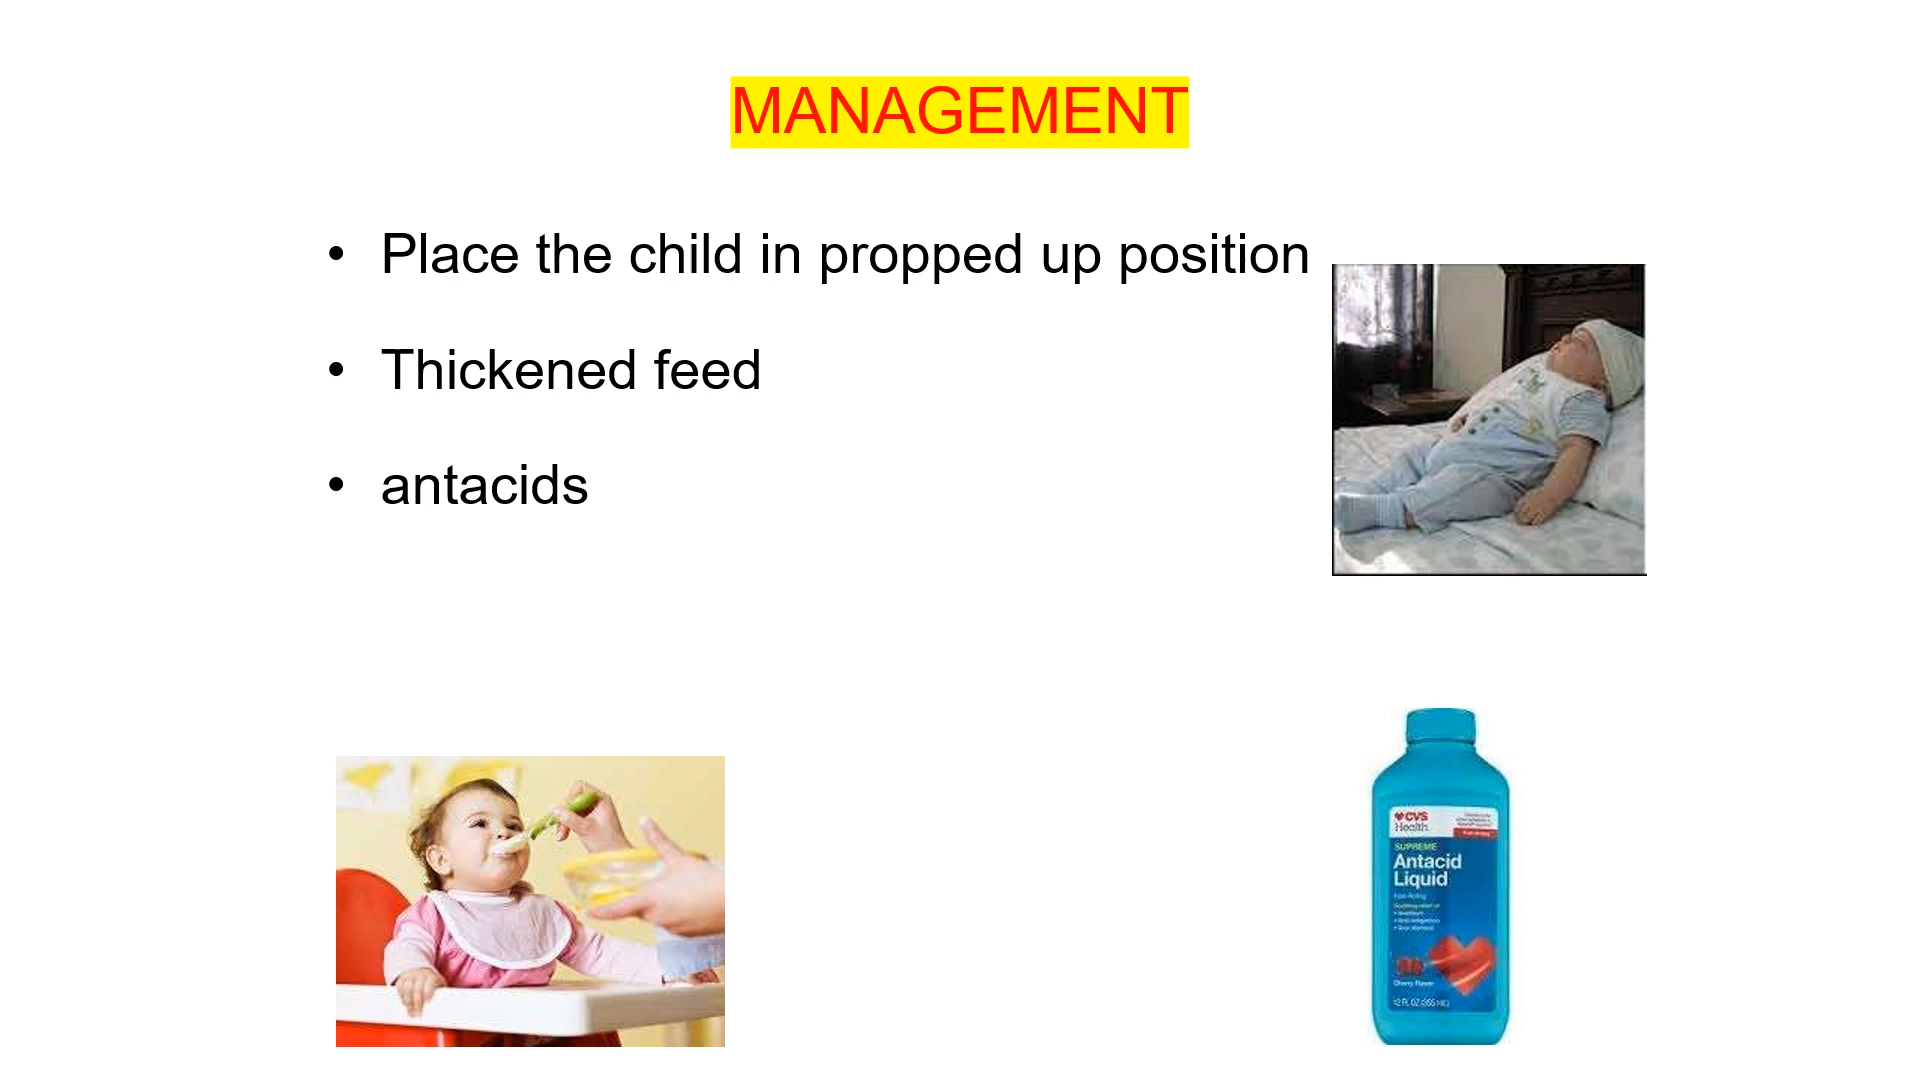 MANAGEMENT
• Place the child in propped up position
• Thickened feed
• antacids
CVS
Health
SUPREME
Antacid
Liquid
Cherry Flavor
12 FL OZ (355 mL)